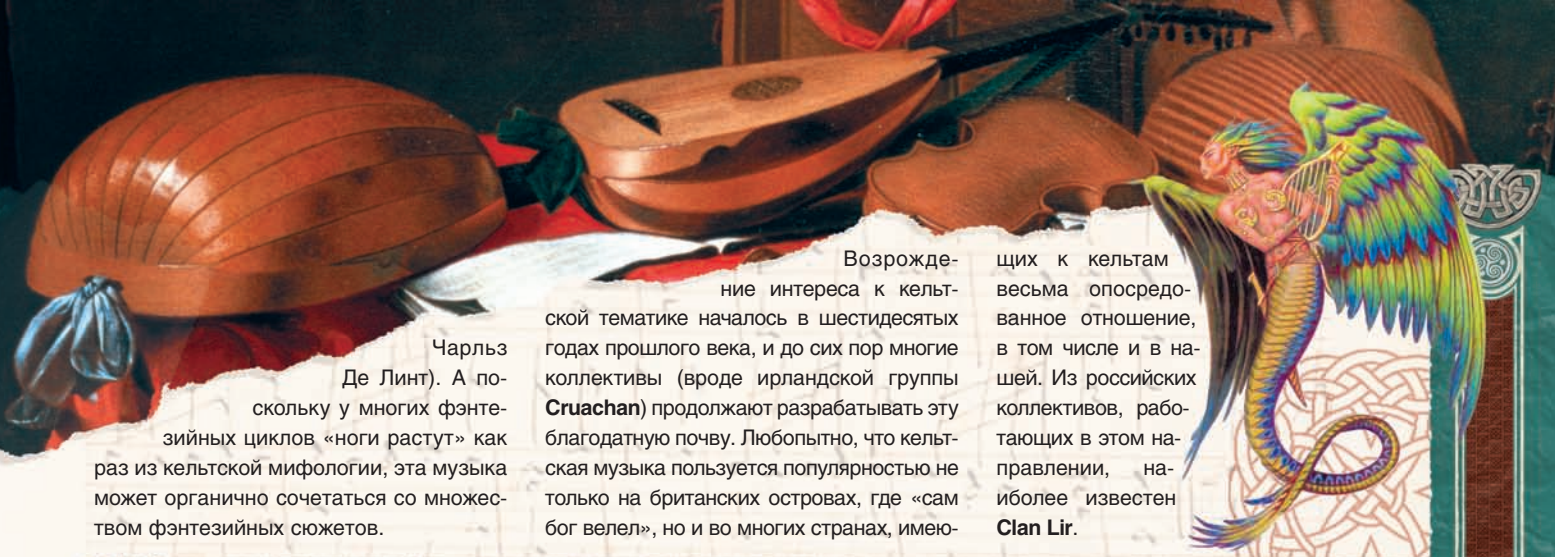 Чарльз
Де Линт). А по-
скольку у многих фэнте-
зийных циклов «ноги растут» как
раз из кельтской мифологии, эта музыка
может органично сочетаться со множес-
твом фэнтезийных сюжетов.
Возрожде-
ние интереса к кельт-
ской тематике началось в шестидесятых
годах прошлого века, и до сих пор многие
коллективы (вроде ирландской группы
Cruachan) продолжают разрабатывать эту
благодатную почву. Любопытно, что кельт-
ская музыка пользуется популярностью не
только на британских островах, где «сам
бог велел», но и во многих странах, имею-
щих к кельтам
весьма опосредо-
ванное отношение,
в том числе и в на-
шей. Из российских
коллективов, рабо-
тающих в этом на-
правлении, на-
иболее известен
Clan Lir.